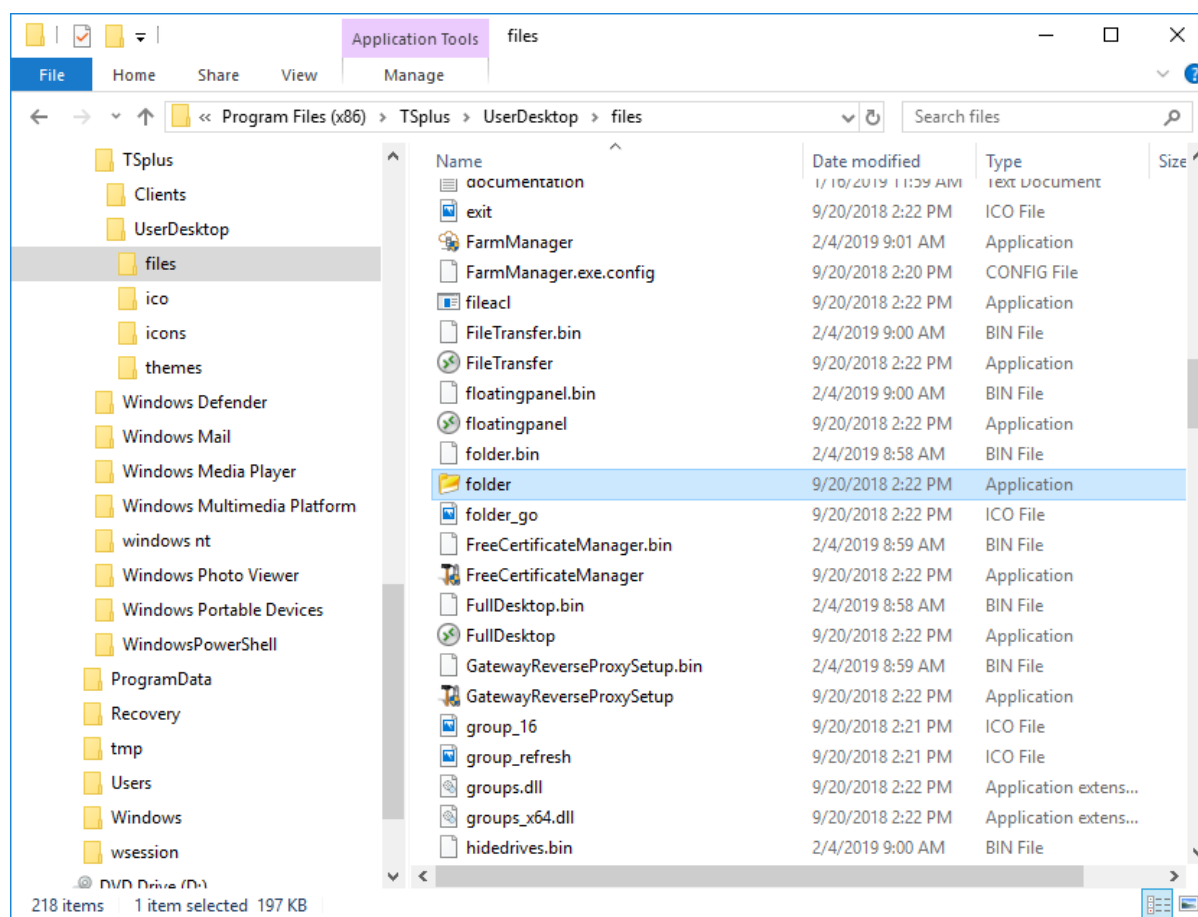 Application Tools files
File Home Share View Manage
« Program Files (x86) > TSplus > UserDesktop > files Search files
TSplus
Clients
UserDesktop
files
ico
icons
themes
Windows Defender
Windows Mail
Windows Media Player
Windows Multimedia Platform
windows nt
Windows Photo Viewer
Windows Portable Devices
WindowsPowerShell
ProgramData
Recovery
tmp
Users
Windows
wsession
DVD Drive (D:)
Name Date modified Type Size
documentation 1/16/2019 11:59 AM Text Document
exit 9/20/2018 2:22 PM ICO File
FarmManager 2/4/2019 9:01 AM Application
FarmManager.exe.config 9/20/2018 2:20 PM CONFIG File
fileacl 9/20/2018 2:22 PM Application
FileTransfer.bin 2/4/2019 9:00 AM BIN File
FileTransfer 9/20/2018 2:22 PM Application
floatingpanel.bin 2/4/2019 9:00 AM BIN File
floatingpanel 9/20/2018 2:22 PM Application
folder.bin 2/4/2019 8:58 AM BIN File
folder 9/20/2018 2:22 PM Application
folder_go 9/20/2018 2:22 PM ICO File
FreeCertificateManager.bin 2/4/2019 8:59 AM BIN File
FreeCertificateManager 9/20/2018 2:22 PM Application
FullDesktop.bin 2/4/2019 8:58 AM BIN File
FullDesktop 9/20/2018 2:22 PM Application
GatewayReverseProxySetup.bin 2/4/2019 8:59 AM BIN File
GatewayReverseProxySetup 9/20/2018 2:22 PM Application
group_16 9/20/2018 2:21 PM ICO File
group_refresh 9/20/2018 2:21 PM ICO File
groups.dll 9/20/2018 2:22 PM Application extens...
groups_x64.dll 9/20/2018 2:22 PM Application extens...
hidedrives.bin 2/4/2019 9:00 AM BIN File
218 items 1 item selected 197 KB